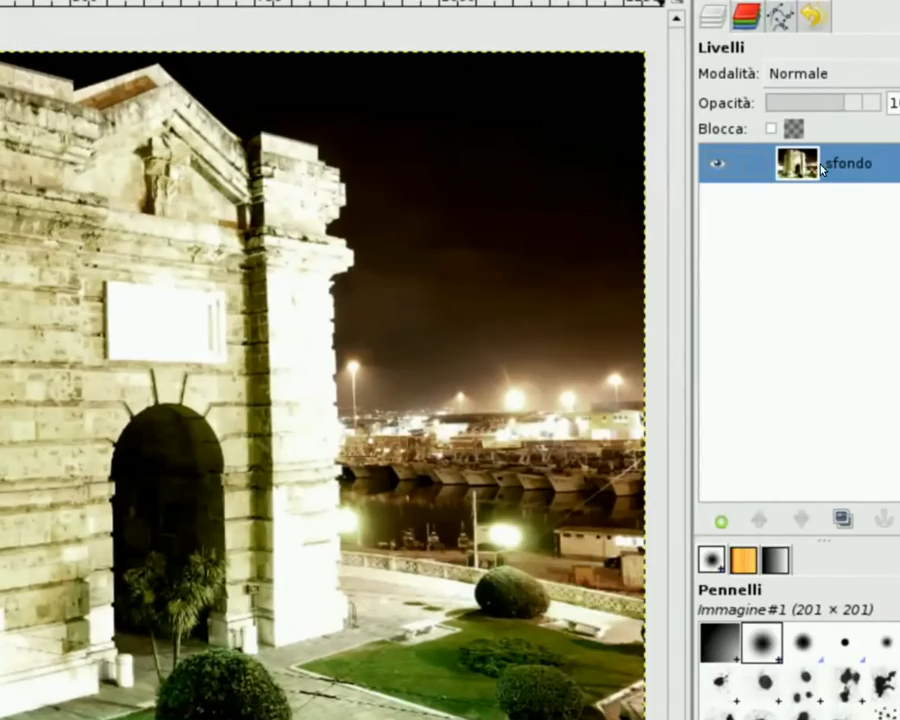 Livelli
Modalità: Normale
Opacità:
Blocca:
sfondo
Pennelli
Immagine#1 (201 × 201)